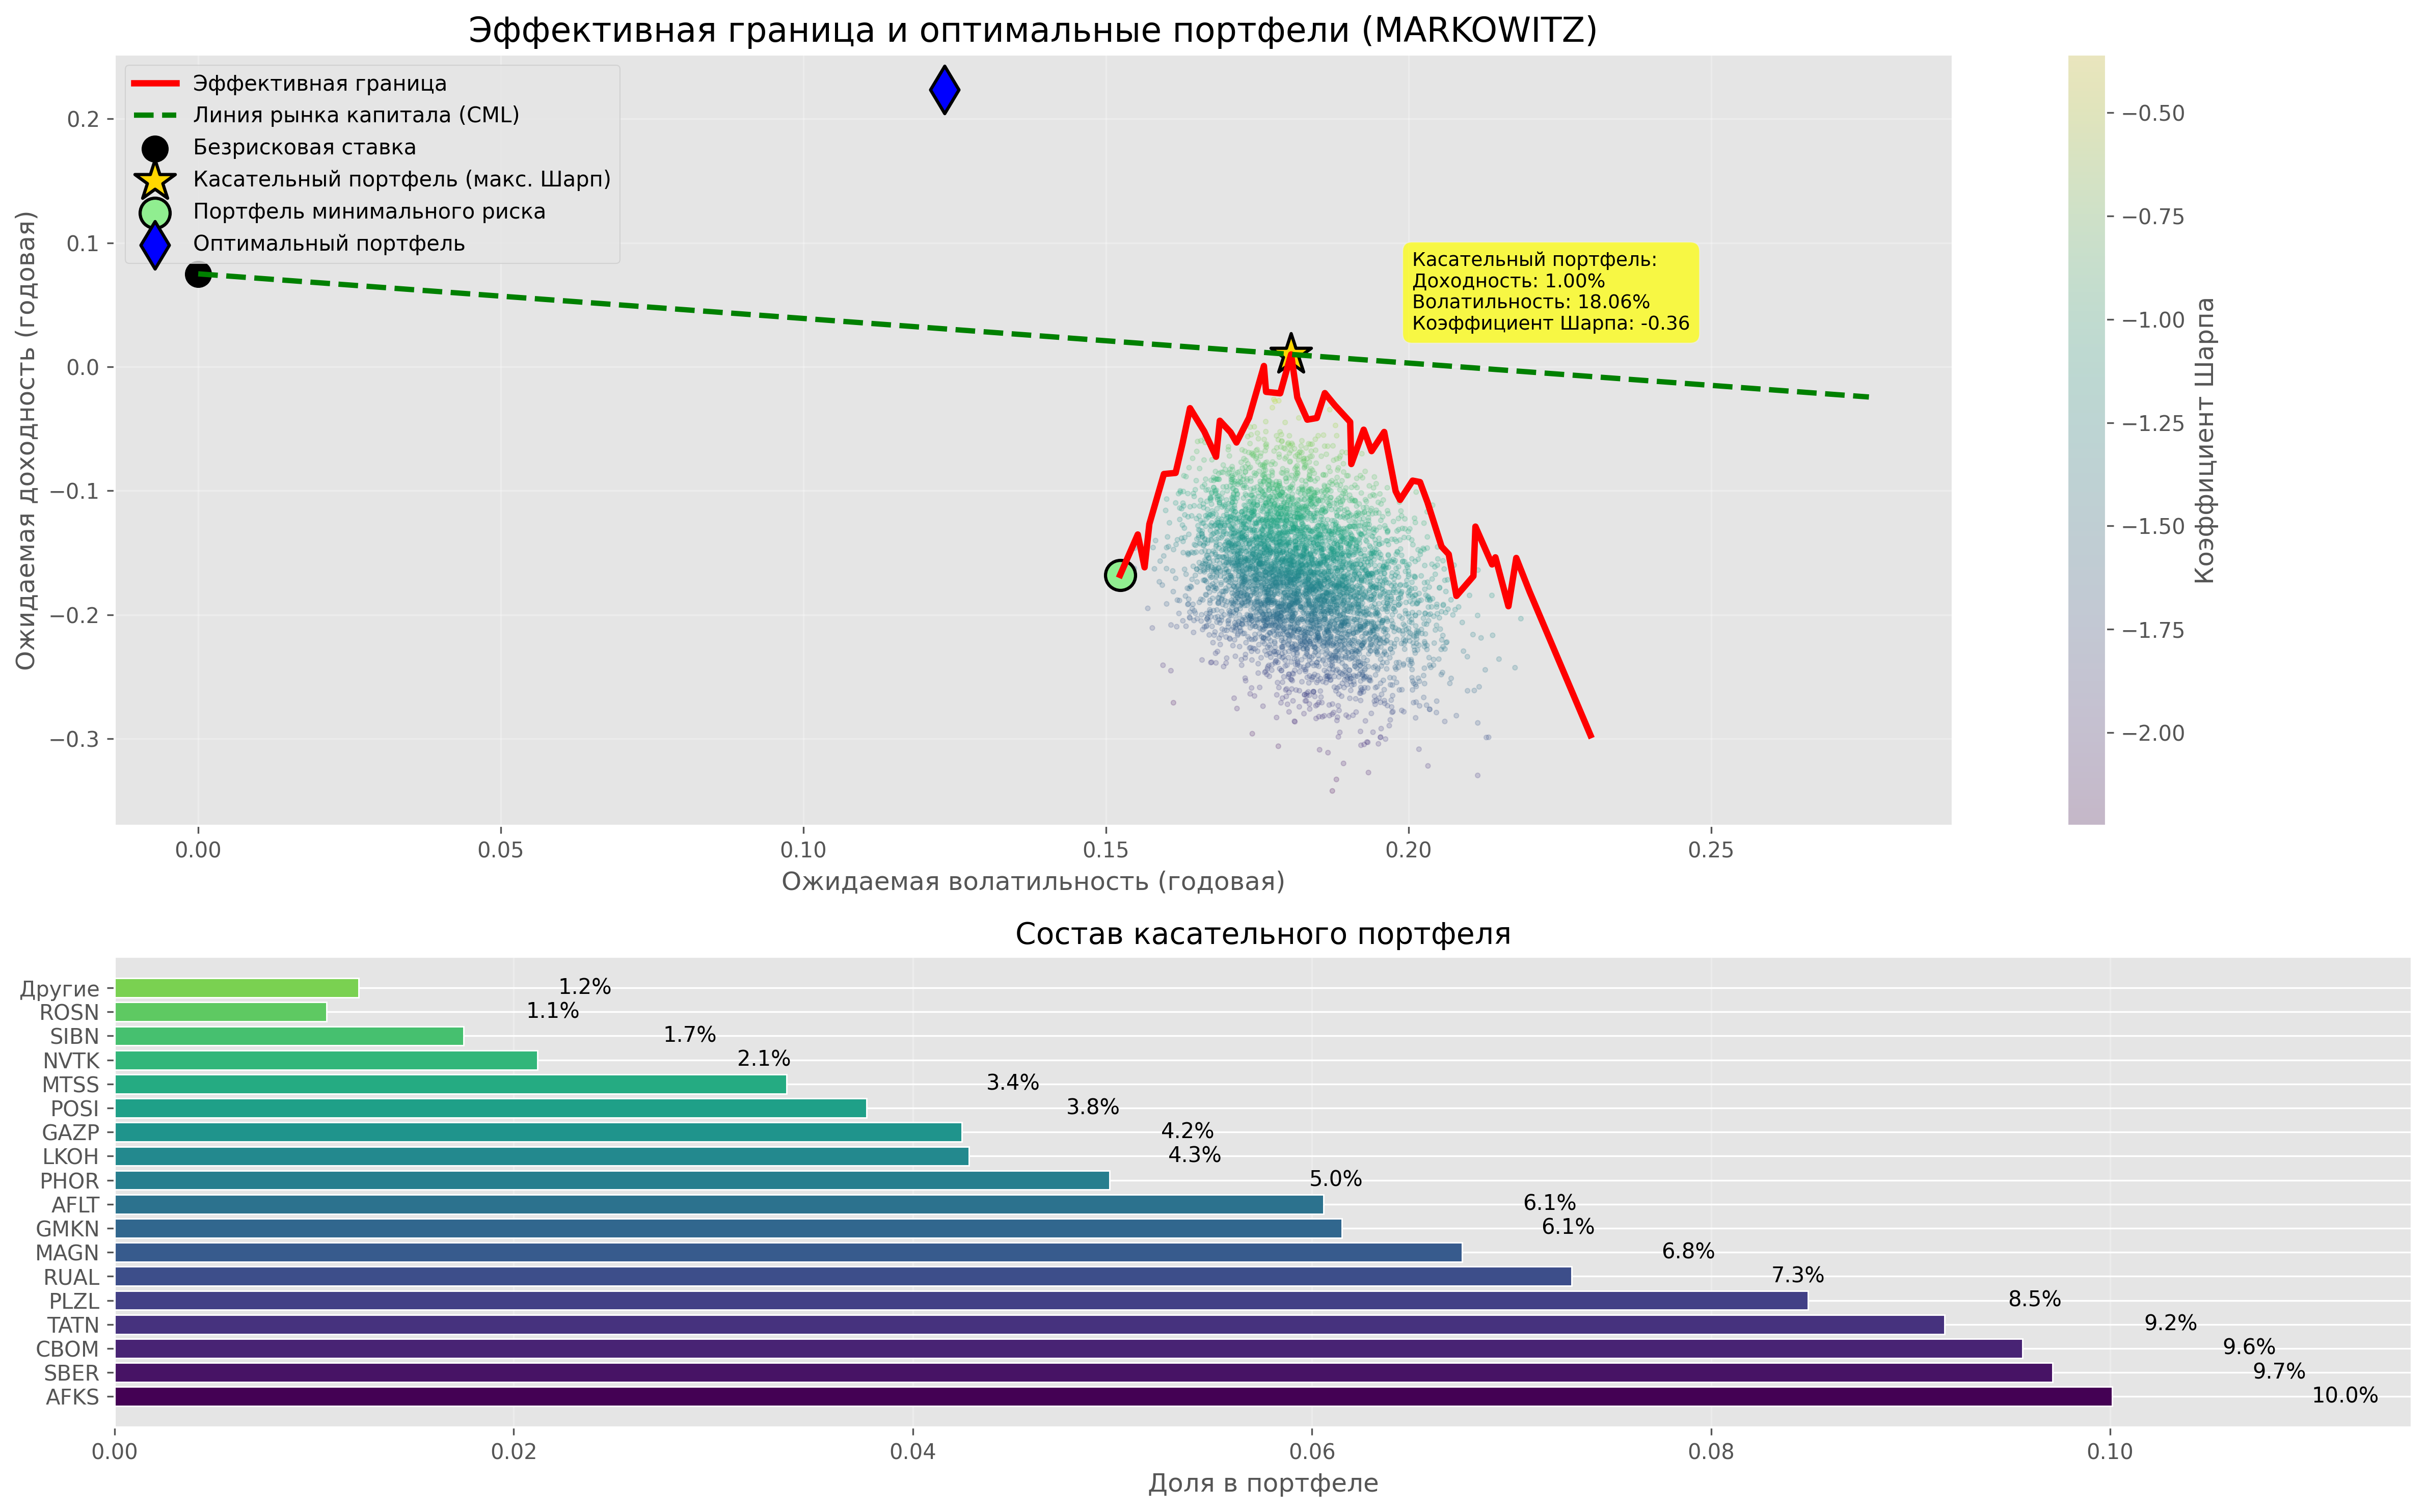 Эффективная граница и оптимальные портфели (MARKOWITZ)
Эффективная граница
Линия рынка капитала (CML)
Безрисковая ставка
Касательный портфель (макс. Шарп)
Портфель минимального риска
Оптимальный портфель
Ожидаемая доходность (годовая)
0.2
0.1
0.0
−0.1
−0.2
−0.3
Касательный портфель:
Доходность: 1.00%
Волатильность: 18.06%
Коэффициент Шарпа: -0.36
0.00
0.05
0.10
0.15
0.20
0.25
Ожидаемая волатильность (годовая)
−0.50
−0.75
−1.00
−1.25
−1.50
−1.75
−2.00
Коэффициент Шарпа
Состав касательного портфеля
Другие 1.2%
ROSN 1.1%
SIBN 1.7%
NVTK 2.1%
MTSS 3.4%
POSI 3.8%
GAZP 4.2%
LKOH 4.3%
PHOR 5.0%
AFLT 6.1%
GMKN 6.1%
MAGN 6.8%
RUAL 7.3%
PLZL 8.5%
TATN 9.2%
CBOM 9.6%
SBER 9.7%
AFKS 10.0%
0.00
0.02
0.04
0.06
0.08
0.10
Доля в портфеле